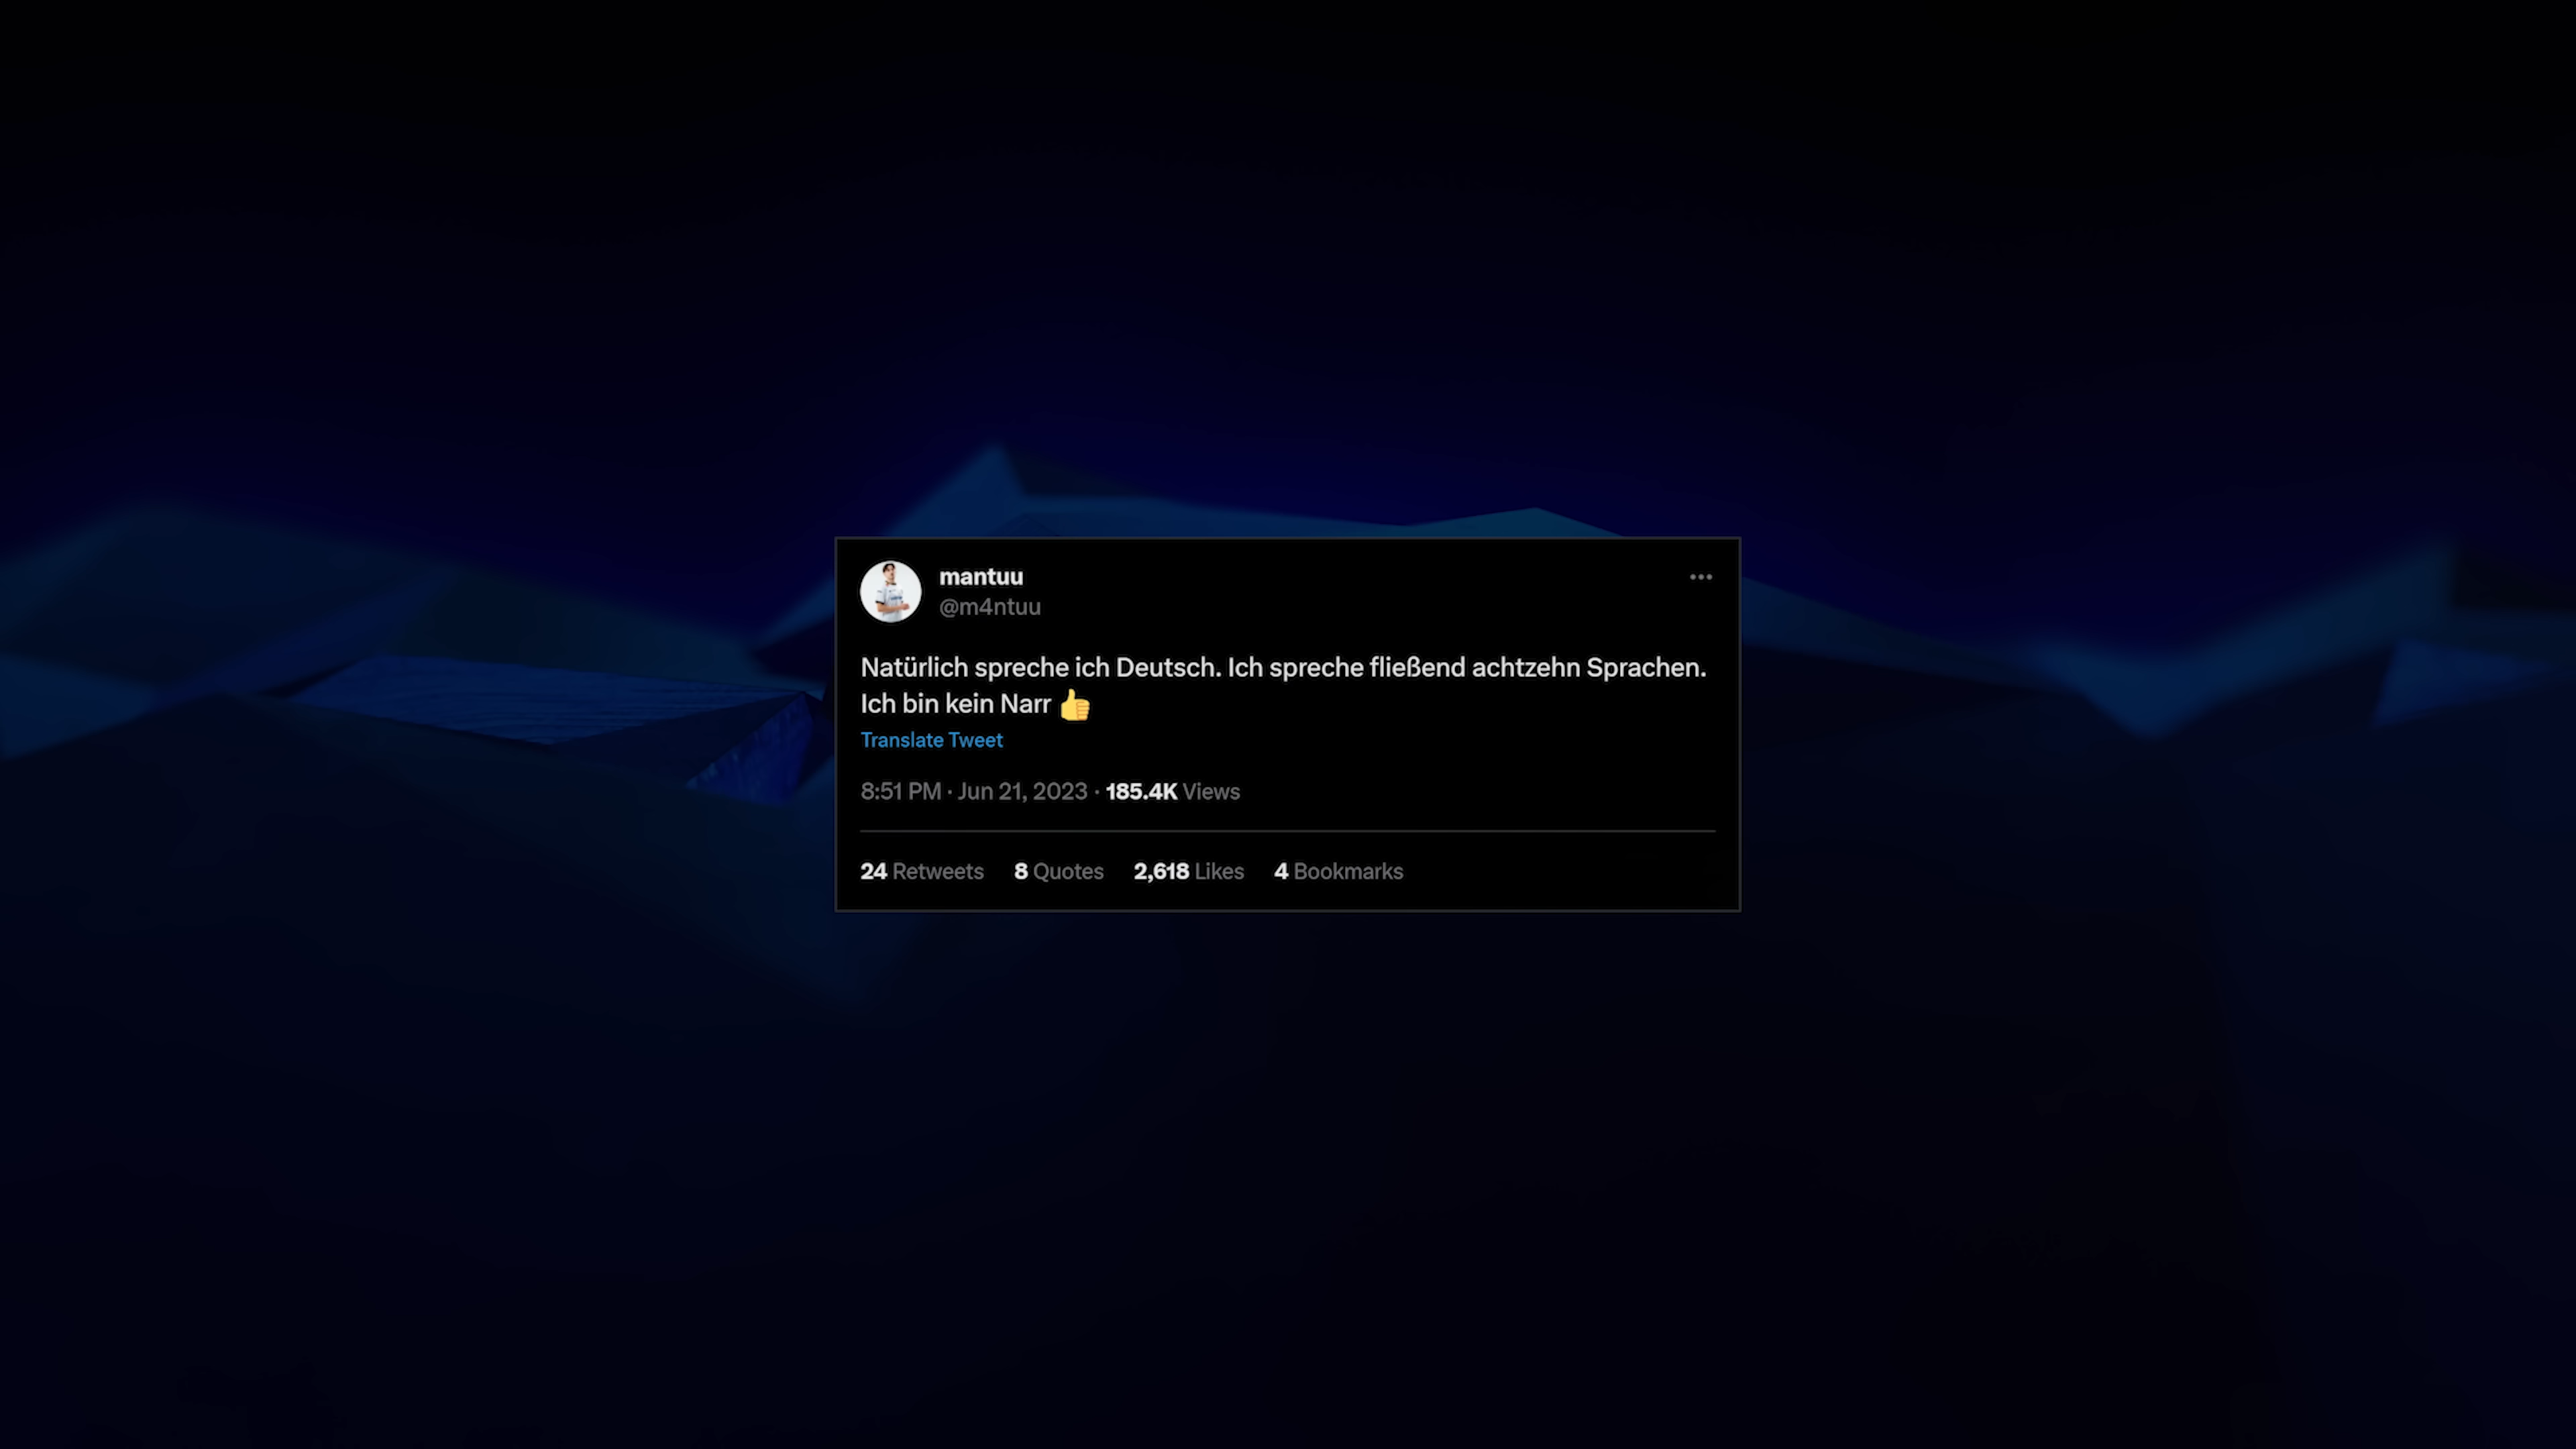 mantuu
@m4ntuu
Natürlich spreche ich Deutsch. Ich spreche fließend achtzehn Sprachen.
Ich bin kein Narr 👍
Translate Tweet
8:51 PM · Jun 21, 2023 · 185.4K Views
24 Retweets 8 Quotes 2,618 Likes 4 Bookmarks